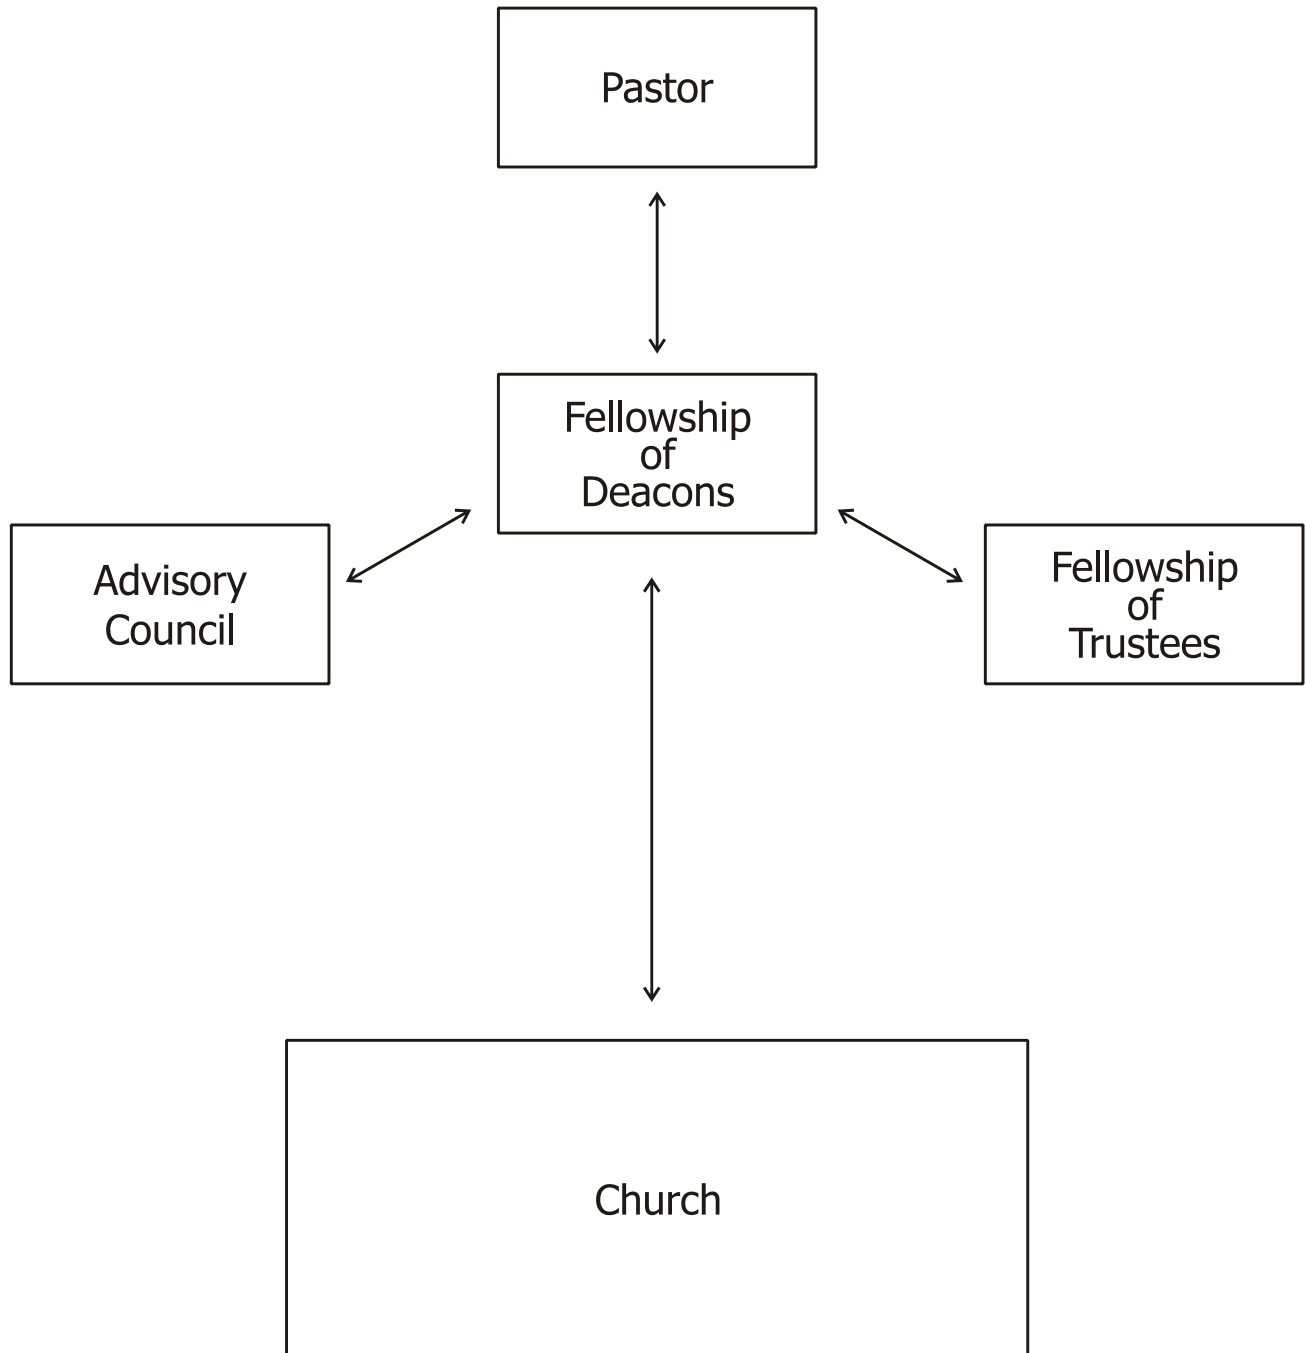 Pastor
Fellowship
of
Deacons
Advisory
Council
Fellowship
of
Trustees
Church